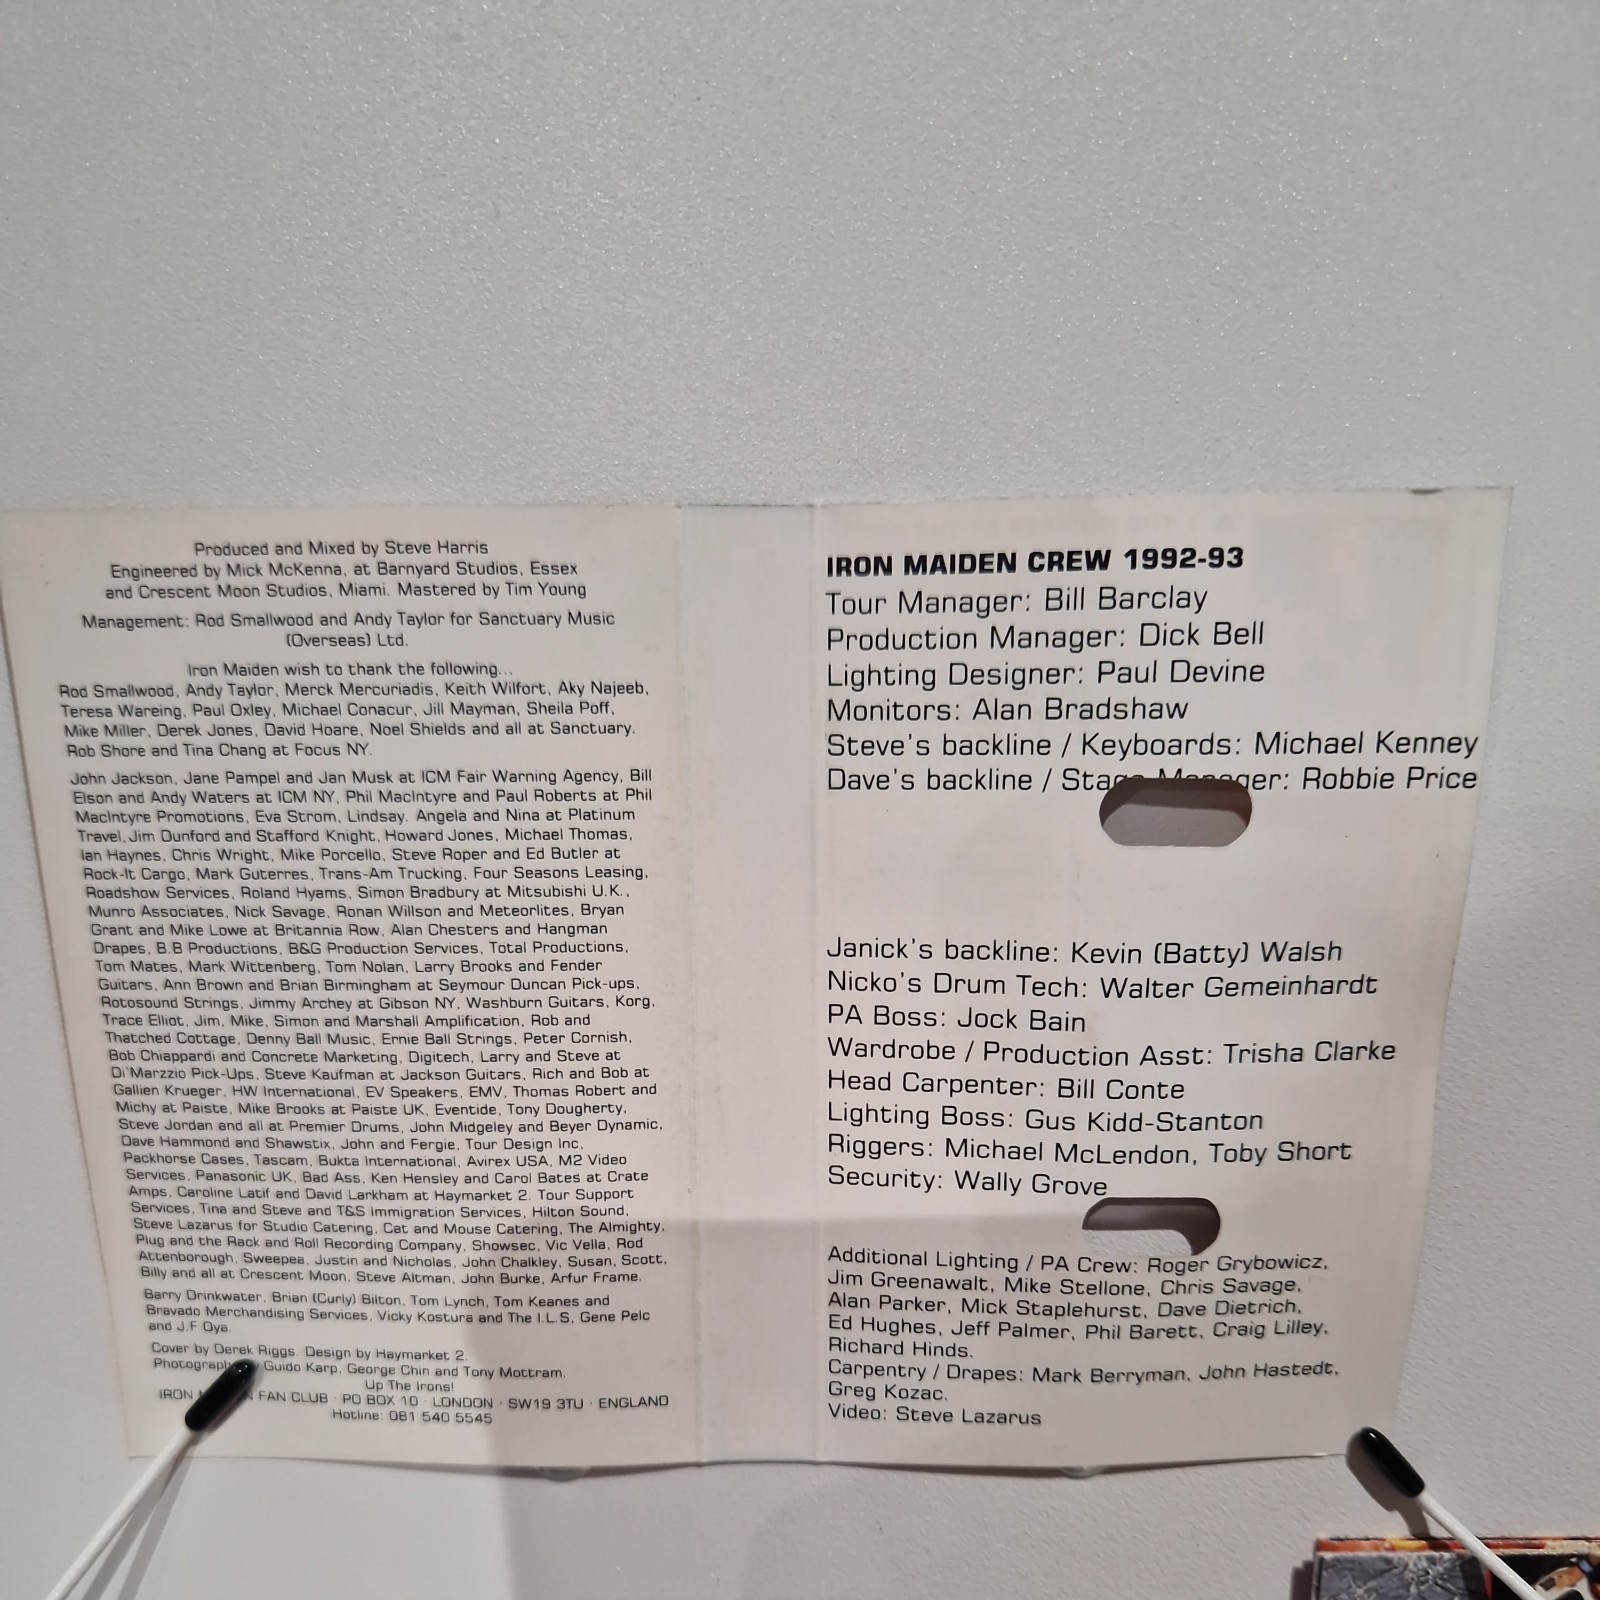 Produced and Mixed by Steve Harris
Engineered by Mick McKenna, at Barnyard Studios, Essex
and Crescent Moon Studios, Miami. Mastered by Tim Young
Management: Rod Smallwood and Andy Taylor for Sanctuary Music
(Overseas) Ltd.
Iron Maiden wish to thank the following...
Rod Smallwood, Andy Taylor, Merck Mercuriadis, Keith Wilfort, Aky Najeeb,
Teresa Wareing, Paul Oxley, Michael Conacur, Jill Mayman, Sheila Poff,
Mike Miller, Derek Jones, David Hoare, Noel Shields and all at Sanctuary.
Rob Shore and Tina Chang at Focus NY.
John Jackson, Jane Pampel and Jan Musk at ICM Fair Warning Agency, Bill
Elson and Andy Waters at ICM NY, Phil MacIntyre and Paul Roberts at Phil
MacIntyre Promotions, Eva Strom, Lindsay. Angela and Nina at Platinum
Travel, Jim Dunford and Stafford Knight, Howard Jones, Michael Thomas,
Ian Haynes, Chris Wright, Mike Porcello, Steve Roper and Ed Butler at
Rock-It Cargo, Mark Guterres, Trans-Am Trucking, Four Seasons Leasing,
Roadshow Services, Roland Hyams, Simon Bradbury at Mitsubishi U.K.,
Munro Associates, Nick Savage, Ronan Willson and Meteorlites, Bryan
Grant and Mike Lowe at Britannia Row, Alan Chesters and Hangman
Drapes, B.B Productions, B&G Production Services, Total Productions,
Tom Mates, Mark Wittenberg, Tom Nolan, Larry Brooks and Fender
Guitars, Ann Brown and Brian Birmingham at Seymour Duncan Pick-ups,
Rotosound Strings, Jimmy Archey at Gibson NY, Washburn Guitars, Korg,
Trace Elliot, Jim, Mike, Simon and Marshall Amplification, Rob and
Thatched Cottage, Denny Ball Music, Ernie Ball Strings, Peter Cornish,
Bob Chiappardi and Concrete Marketing, Digitech, Larry and Steve at
Di'Marzzio Pick-Ups, Steve Kaufman at Jackson Guitars, Rich and Bob at
Gallien Krueger, HW International, EV Speakers, EMV, Thomas Robert and
Michy at Paiste, Mike Brooks at Paiste UK, Eventide, Tony Dougherty,
Steve Jordan and all at Premier Drums, John Midgeley and Beyer Dynamic,
Dave Hammond and Shawstix, John and Fergie, Tour Design Inc,
Packhorse Cases, Tascam, Bukta International, Avirex USA, M2 Video
Services, Panasonic UK, Bad Ass, Ken Hensley and Carol Bates at Crate
Amps, Caroline Latif and David Larkham at Haymarket 2. Tour Support
Services, Tina and Steve and T&S Immigration Services, Hilton Sound,
Steve Lazarus for Studio Catering, Cat and Mouse Catering, The Almighty,
Plug and the Rack and Roll Recording Company, Showsec, Vic Vella, Rod
Attenborough, Sweepea, Justin and Nicholas, John Chalkley, Susan, Scott,
Billy and all at Crescent Moon, Steve Altman, John Burke, Arfur Frame.
Barry Drinkwater, Brian (Curly) Bilton, Tom Lynch, Tom Keanes and
Bravado Merchandising Services, Vicky Kostura and The I.L.S, Gene Pelc
and J.F Oya.
Cover by Derek Riggs. Design by Haymarket 2.
Guido Karp, George Chin and Tony Mottram.
Up The Irons!
IRON FAN CLUB · PO BOX 10 · LONDON · SW19 3TU · ENGLAND
Hotline: 081 540 5545
IRON MAIDEN CREW 1992-93
Tour Manager: Bill Barclay
Production Manager: Dick Bell
Lighting Designer: Paul Devine
Monitors: Alan Bradshaw
Steve's backline / Keyboards: Michael Kenney
Dave's backline / Stage Manager: Robbie Price
Janick's backline: Kevin (Batty) Walsh
Nicko's Drum Tech: Walter Gemeinhardt
PA Boss: Jock Bain
Wardrobe / Production Asst: Trisha Clarke
Head Carpenter: Bill Conte
Lighting Boss: Gus Kidd-Stanton
Riggers: Michael McLendon, Toby Short
Security: Wally Grove
Additional Lighting / PA Crew: Roger Grybowicz,
Jim Greenawalt, Mike Stellone, Chris Savage,
Alan Parker, Mick Staplehurst, Dave Dietrich,
Ed Hughes, Jeff Palmer, Phil Barett, Craig Lilley,
Richard Hinds.
Carpentry / Drapes: Mark Berryman, John Hastedt,
Greg Kozac.
Video: Steve Lazarus